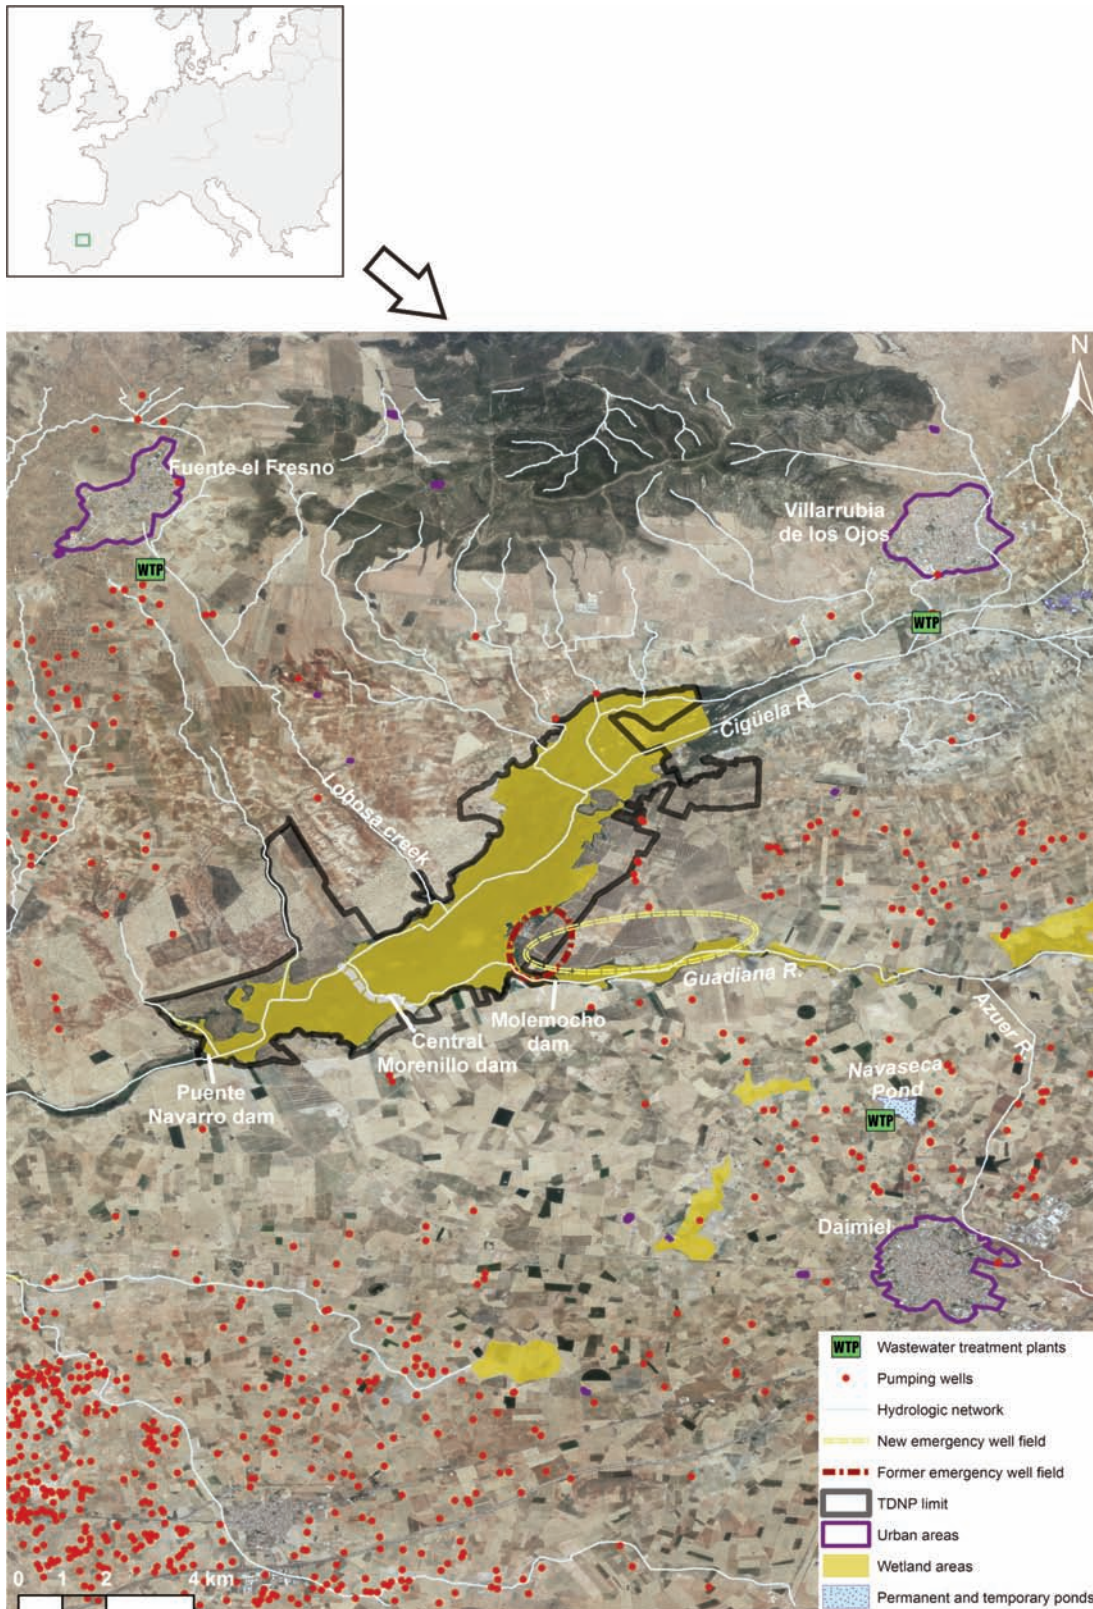 N
Fuente el Fresno
Villarrubia
de los Ojos
WTP
WTP
Cigüela R.
Lobosa creek
Guadiana R.
Molemocho
dam
Azuer R.
Central
Morenillo dam
Navaseca
Pond
Puente
Navarro dam
WTP
Daimiel
WTP Wastewater treatment plants
Pumping wells
Hydrologic network
New emergency well field
Former emergency well field
TDNP limit
Urban areas
Wetland areas
Permanent and temporary ponds
0 1 2 4 km